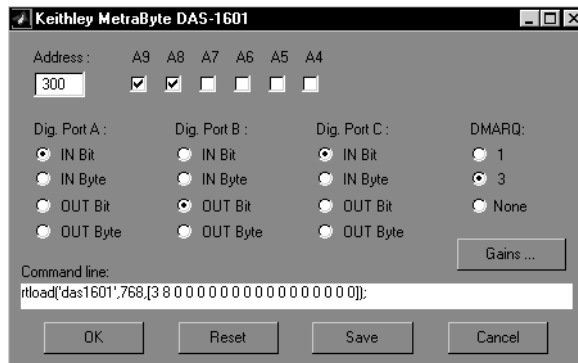 Keithley MetraByte DAS-1601
Address : A9 A8 A7 A6 A5 A4
300
Dig. Port A : Dig. Port B : Dig. Port C : DMARQ:
IN Bit IN Bit IN Bit 1
IN Byte IN Byte IN Byte 3
OUT Bit OUT Bit OUT Bit None
OUT Byte OUT Byte OUT Byte
Gains ...
Command line:
rtload('das1601',768,[3 8 0 0 0 0 0 0 0 0 0 0 0 0 0 0 0 0]);
OK Reset Save Cancel